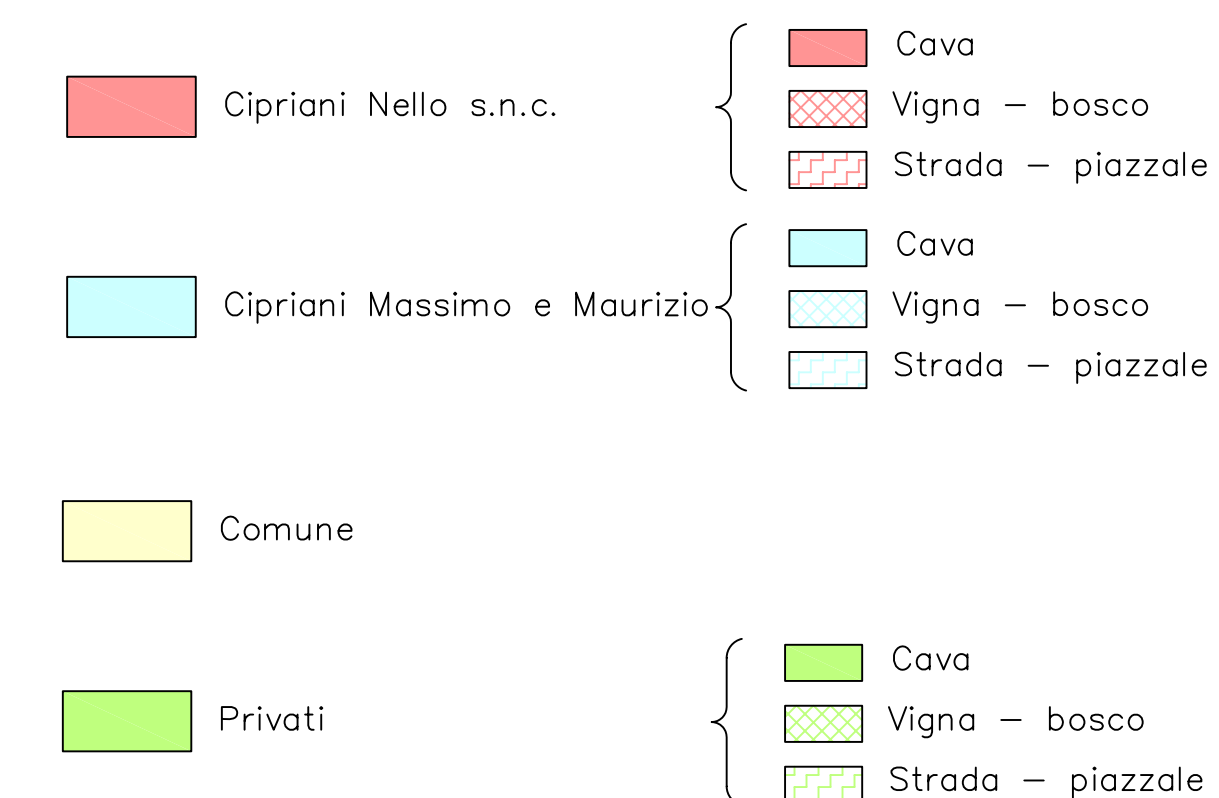 Cipriani Nello s.n.c.
Cava
Vigna – bosco
Strada – piazzale
Cipriani Massimo e Maurizio
Cava
Vigna – bosco
Strada – piazzale
Comune
Privati
Cava
Vigna – bosco
Strada – piazzale